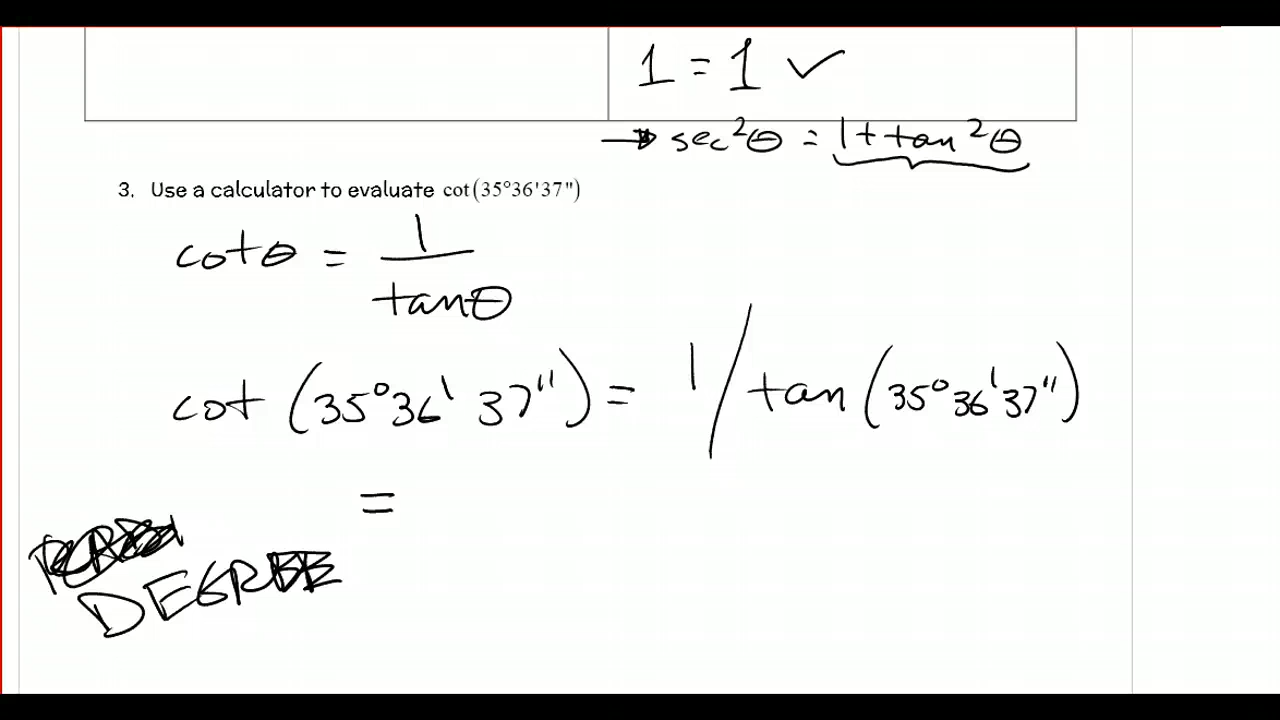 1 = 1 ✓
→ sec²θ = 1 + tan²θ
3. Use a calculator to evaluate cot(35°36'37")
cotθ = 1/tanθ
cot (35°36'37") = 1/tan(35°36'37")
=
DEGREE